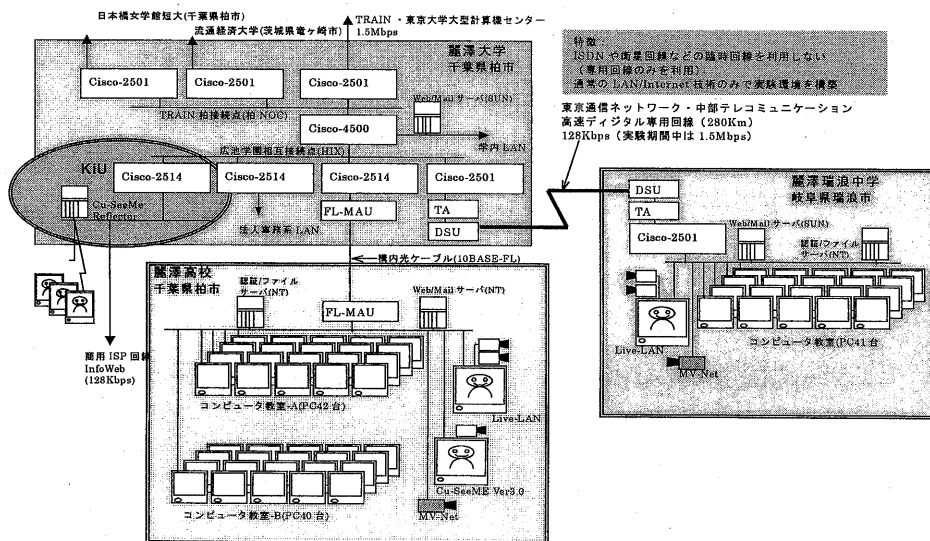 日本橘女学館短大(千葉県柏市)
流通経済大学(茨城県竜ヶ崎市)
TRAIN・東京大学大型計算機センター
1.5Mbps
麗澤大学
千葉県柏市
Cisco-2501
Cisco-2501
Cisco-2501
Web/Mail サーバ(SUN)
TRAIN 柏接続点(柏 NOC)
Cisco-4500
学内 LAN
広池学園相互接続点(HIX)
KIU
Cisco-2514
Cisco-2514
Cisco-2514
Cisco-2501
Cu-SeeMe
Reflector
FL-MAU
TA
DSU
法人事務系 LAN
特徴:
ISDN や衛星回線などの臨時回線を利用しない
(専用回線のみを利用)
通常の LAN/Internet 技術のみで実験環境を構築
東京通信ネットワーク・中部テレコミュニケーション
高速ディジタル専用回線 (280Km)
128Kbps (実験期間中は 1.5Mbps)
DSU
TA
Cisco-2501
麗澤瑞浪中学
岐阜県瑞浪市
Web/Mail サーバ(SUN)
認証/ファイル
サーバ(NT)
Live-LAN
コンピュータ教室(PC41 台
MV-Net
構内光ケーブル(10BASE-FL)
麗澤高校
千葉県柏市
認証/ファイル
サーバ(NT)
Web/Mail サーバ(NT)
FL-MAU
商用 ISP 回線
InfoWeb
(128Kbps)
コンピュータ教室-A(PC42 台)
Live-LAN
Cu-SeeME Ver3.0
コンピュータ教室-B(PC40 台)
MV-Net